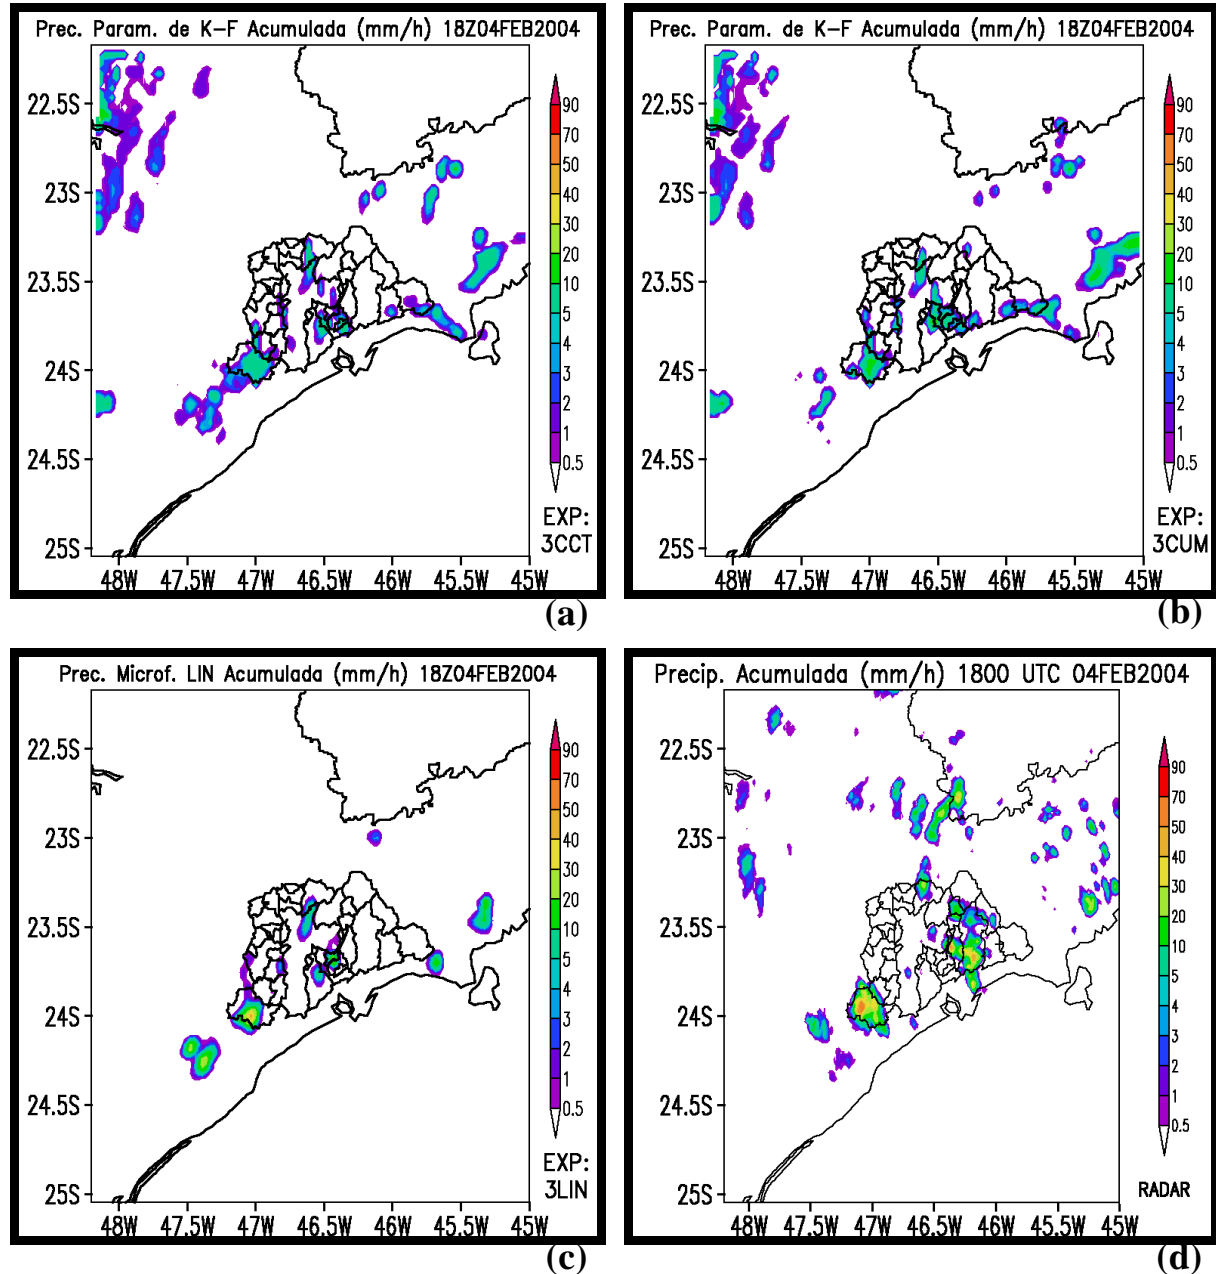 Prec. Param. de K-F Acumulada (mm/h) 18Z04FEB2004
22.5S
23S
23.5S
24S
24.5S
25S
48W 47.5W 47W 46.5W 46W 45.5W 45W
90
70
50
40
30
20
10
5
4
3
2
1
0.5
EXP:
3CCT
(a)
Prec. Param. de K-F Acumulada (mm/h) 18Z04FEB2004
22.5S
23S
23.5S
24S
24.5S
25S
48W 47.5W 47W 46.5W 46W 45.5W 45W
90
70
50
40
30
20
10
5
4
3
2
1
0.5
EXP:
3CUM
(b)
Prec. Microf. LIN Acumulada (mm/h) 18Z04FEB2004
22.5S
23S
23.5S
24S
24.5S
25S
48W 47.5W 47W 46.5W 46W 45.5W 45W
90
70
50
40
30
20
10
5
4
3
2
1
0.5
EXP:
3LIN
(c)
Precip. Acumulada (mm/h) 1800 UTC 04FEB2004
22.5S
23S
23.5S
24S
24.5S
25S
48W 47.5W 47W 46.5W 46W 45.5W 45W
90
70
50
40
30
20
10
5
4
3
2
1
0.5
RADAR
(d)